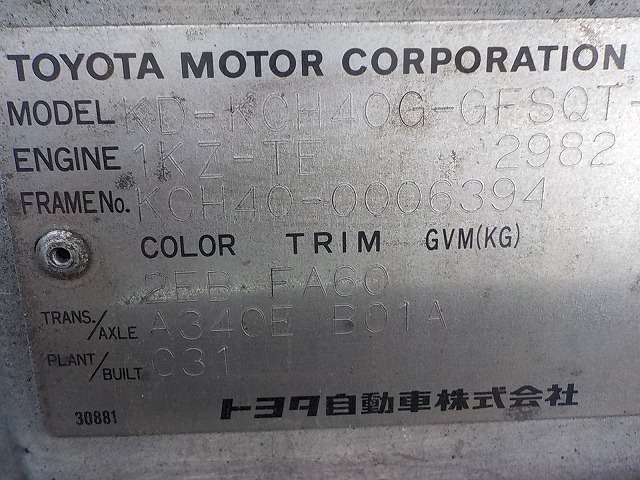 TOYOTA MOTOR CORPORATION
MODEL KD-KCH40G-GFSQT
ENGINE 1KZ-TE 2982
FRAME No. KCH40-0006394
COLOR TRIM GVM(KG)
2EB FA60
TRANS./AXLE A340E B01A
PLANT/BUILT C31
30881 トヨタ自動車株式会社